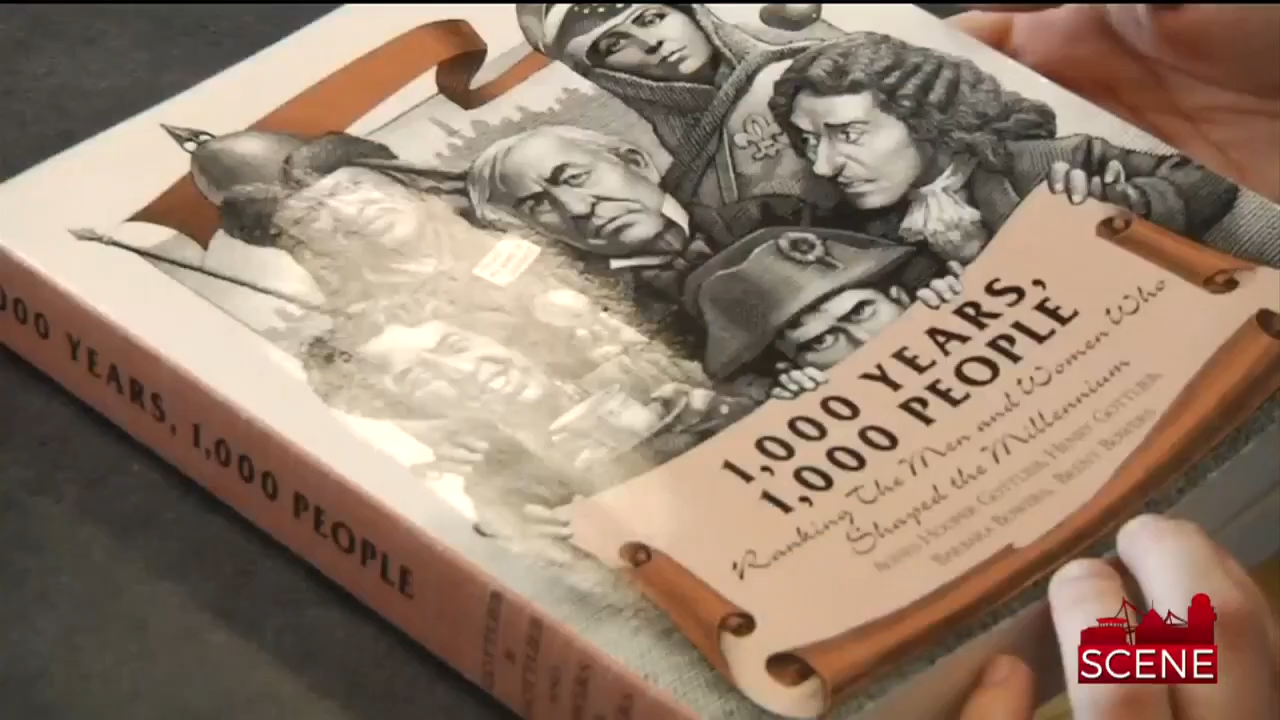 1,000 YEARS,
1,000 PEOPLE
Ranking The Men and Women Who
Shaped the Millennium
AGNES HOOPER GOTTLIEB, HENRY GOTTLIEB,
BARBARA BOWERS, BRENT BOWERS
000 YEARS, 1,000 PEOPLE
SCENE